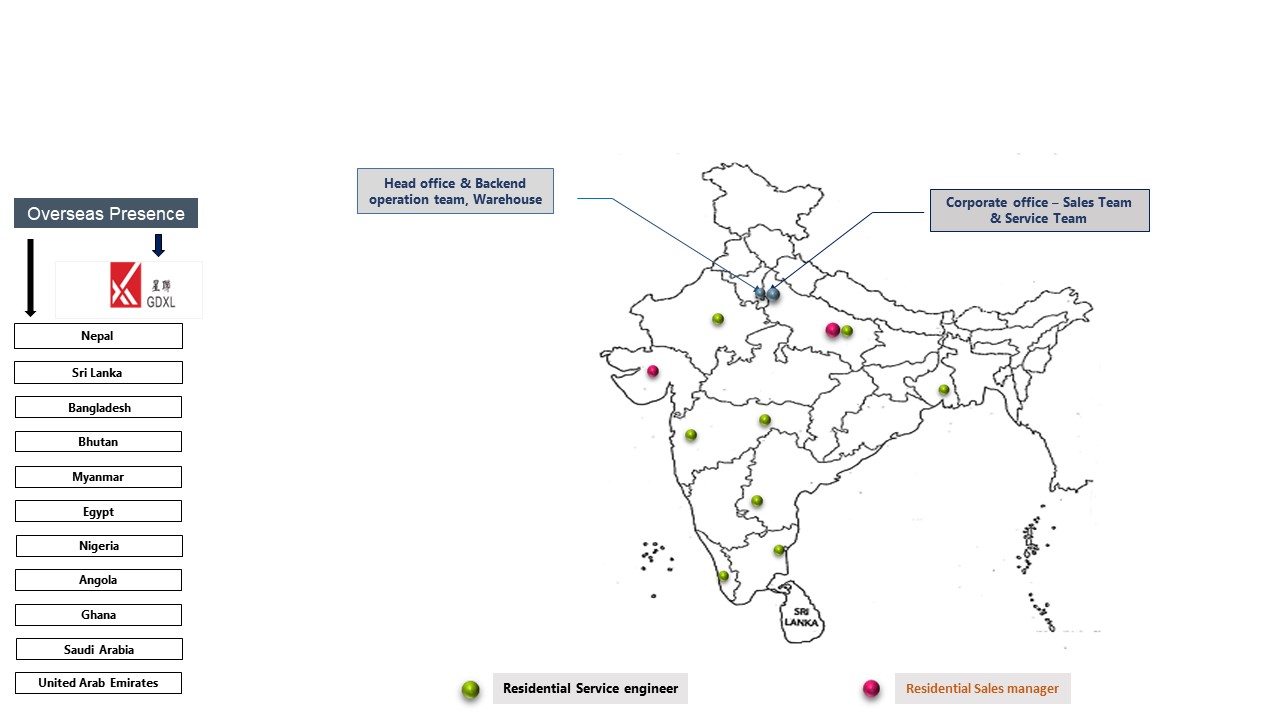 Head office & Backend
operation team, Warehouse
Corporate office – Sales Team
& Service Team
Overseas Presence
星聯
GDXL
Nepal
Sri Lanka
Bangladesh
Bhutan
Myanmar
Egypt
Nigeria
Angola
Ghana
Saudi Arabia
United Arab Emirates
SRI
LANKA
Residential Service engineer
Residential Sales manager